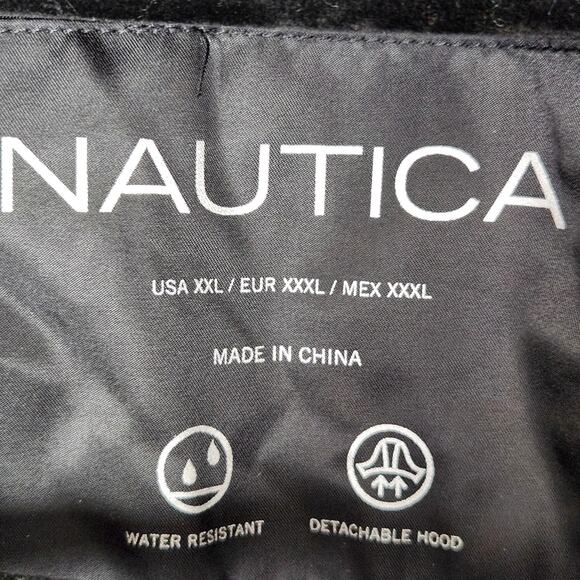 NAUTICA
USA XXL / EUR XXXL / MEX XXXL
MADE IN CHINA
WATER RESISTANT
DETACHABLE HOOD